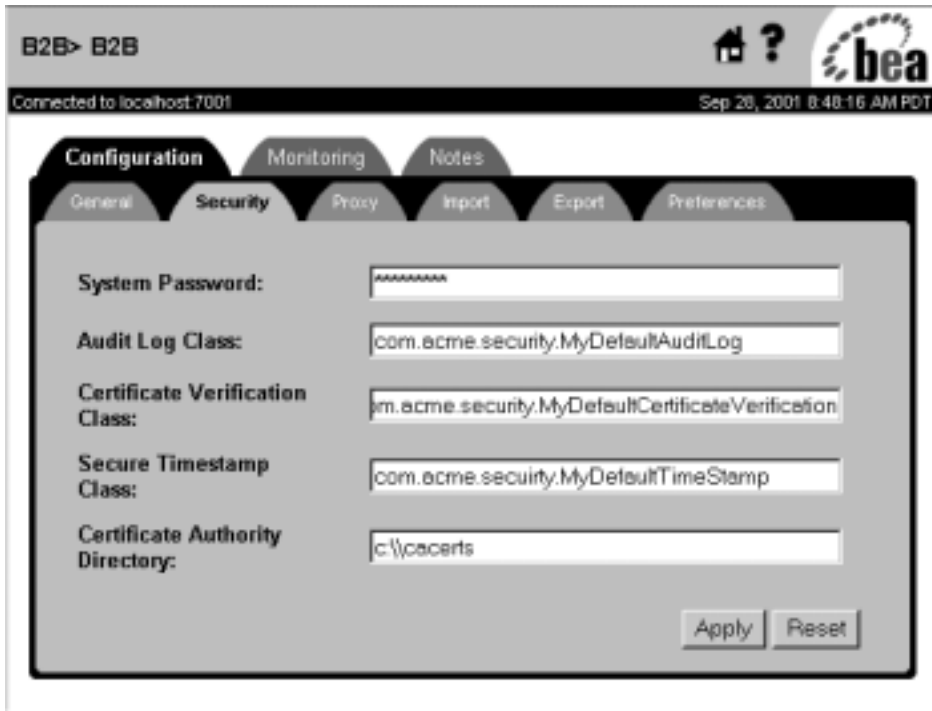 B2B> B2B
? bea
Connected to localhost:7001 Sep 28, 2001 8:48:16 AM PDT
Configuration Monitoring Notes
General Security Proxy Import Export Preferences
System Password: *********
Audit Log Class: com.acme.security.MyDefaultAuditLog
Certificate Verification
Class: om.acme.security.MyDefaultCertificateVerification
Secure Timestamp
Class: com.acme.secuirty.MyDefaultTimeStamp
Certificate Authority
Directory: c:\\cacerts
Apply Reset